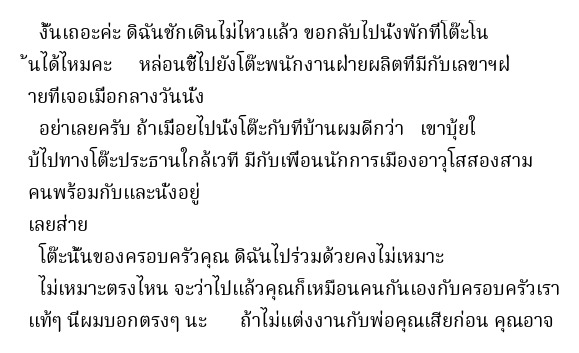 งั้นเถอะค่ะ ดิฉันชักเดินไม่ไหวแล้ว ขอกลับไปนั่งพักที่โต๊ะโน
้นได้ไหมคะ หล่อนชี้ไปยังโต๊ะพนักงานฝ่ายผลิตที่มีกับเลขาฯฝ่
ายที่เจอเมื่อกลางวันนั่ง
อย่าเลยครับ ถ้าเมื่อยไปนั่งโต๊ะกับที่บ้านผมดีกว่า เขาบุ้ยใ
บ้ไปทางโต๊ะประธานใกล้เวที มีกับเพื่อนนักการเมืองอาวุโสสองสาม
คนพร้อมกับและนั่งอยู่
เลยส่าย
โต๊ะนั้นของครอบครัวคุณ ดิฉันไปร่วมด้วยคงไม่เหมาะ
ไม่เหมาะตรงไหน จะว่าไปแล้วคุณก็เหมือนคนกันเองกับครอบครัวเรา
แท้ๆ นี่ผมบอกตรงๆ นะ ถ้าไม่แต่งงานกับพ่อคุณเสียก่อน คุณอาจ